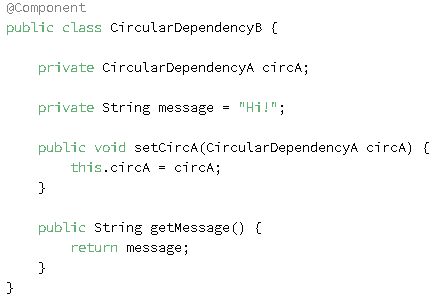 @Component
public class CircularDependencyB {
private CircularDependencyA circA;
private String message = "Hi!";
public void setCircA(CircularDependencyA circA) {
this.circA = circA;
}
public String getMessage() {
return message;
}
}